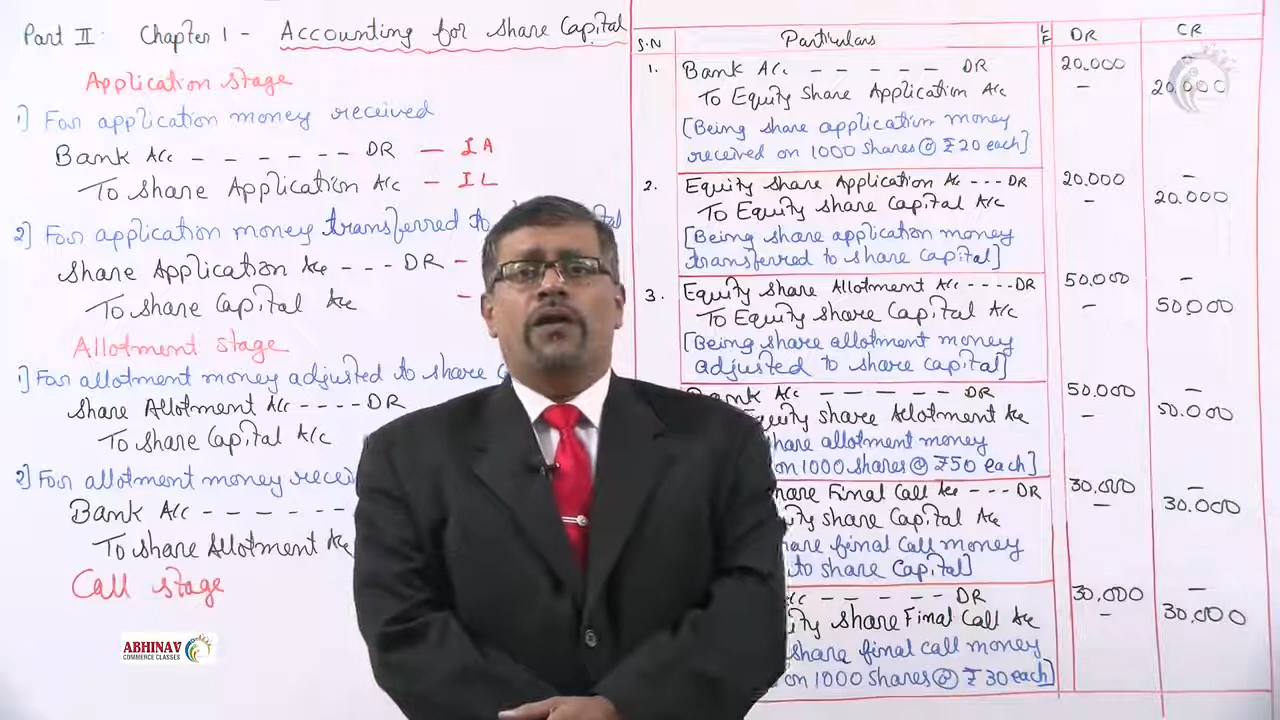 Part II Chapter 1 - Accounting for Share Capital
Application stage
1) For application money received
Bank A/c - - - - - - DR - IA
To share Application A/c - IL
2) For application money transferred to
Share Application A/c - - - DR -
To share Capital A/c -
Allotment stage
1) For allotment money adjusted to share
Share Allotment A/c - - - - DR
To share Capital A/c
2) For allotment money
Bank A/c - - - - - -
To share Allotment A/c
Call stage
ABHINAV
COMMERCE CLASSES
S.N Particulars LF DR CR
1. Bank A/c - - - - - DR 20.000 -
To Equity Share Application A/c - 20,000
[Being share application money
received on 1000 shares @ ₹20 each]
2. Equity share Application A/c - - - DR 20.000 -
To Equity share Capital A/c - 20.000
[Being share application money
transferred to share capital]
3. Equity share Allotment A/c - - - - DR 50.000 -
To Equity share Capital A/c - 50.000
[Being share allotment money
adjusted to share capital]
Bank A/c - - - - - DR 50.000 -
Equity share Allotment A/c - 50.000
share allotment money
on 1000 shares @ ₹50 each]
share Final Call A/c - - - DR 30.000 -
Equity share Capital A/c - 30.000
share final call money
to share Capital]
A/c - - - - - DR 30.000 -
Equity share Final Call A/c - 30.000
share final call money
on 1000 shares @ ₹30 each]